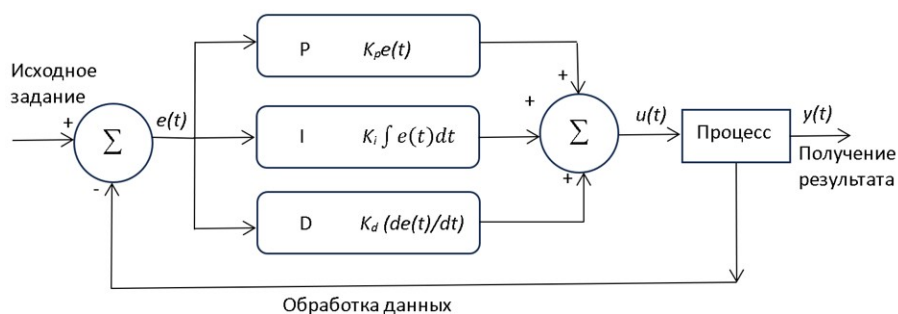 P K_p e(t)
Исходное
задание
+
+
+
e(t)
Σ
I K_i ∫ e(t)dt
Σ
u(t)
Процесс
y(t)
Получение
результата
-
+
D K_d (de(t)/dt)
Обработка данных